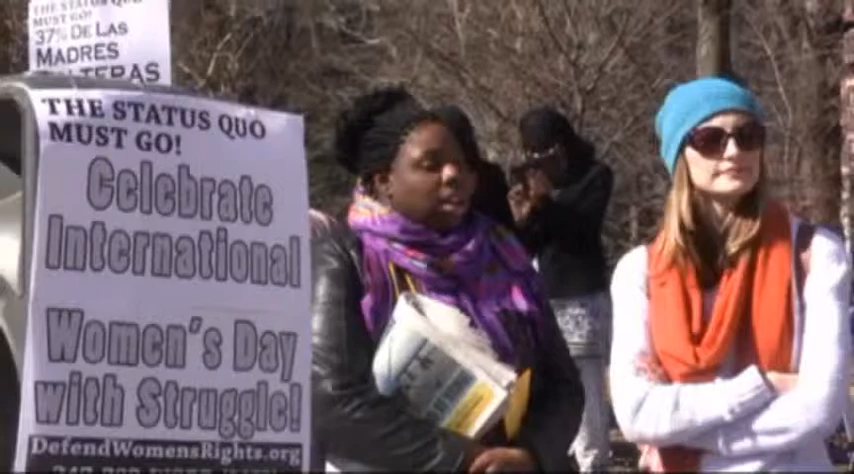 THE STATUS QUO
MUST GO!
37% DE LAS
MADRES
SOLTERAS
THE STATUS QUO
MUST GO!
Celebrate
International
Women's Day
with Struggle!
DefendWomensRights.org